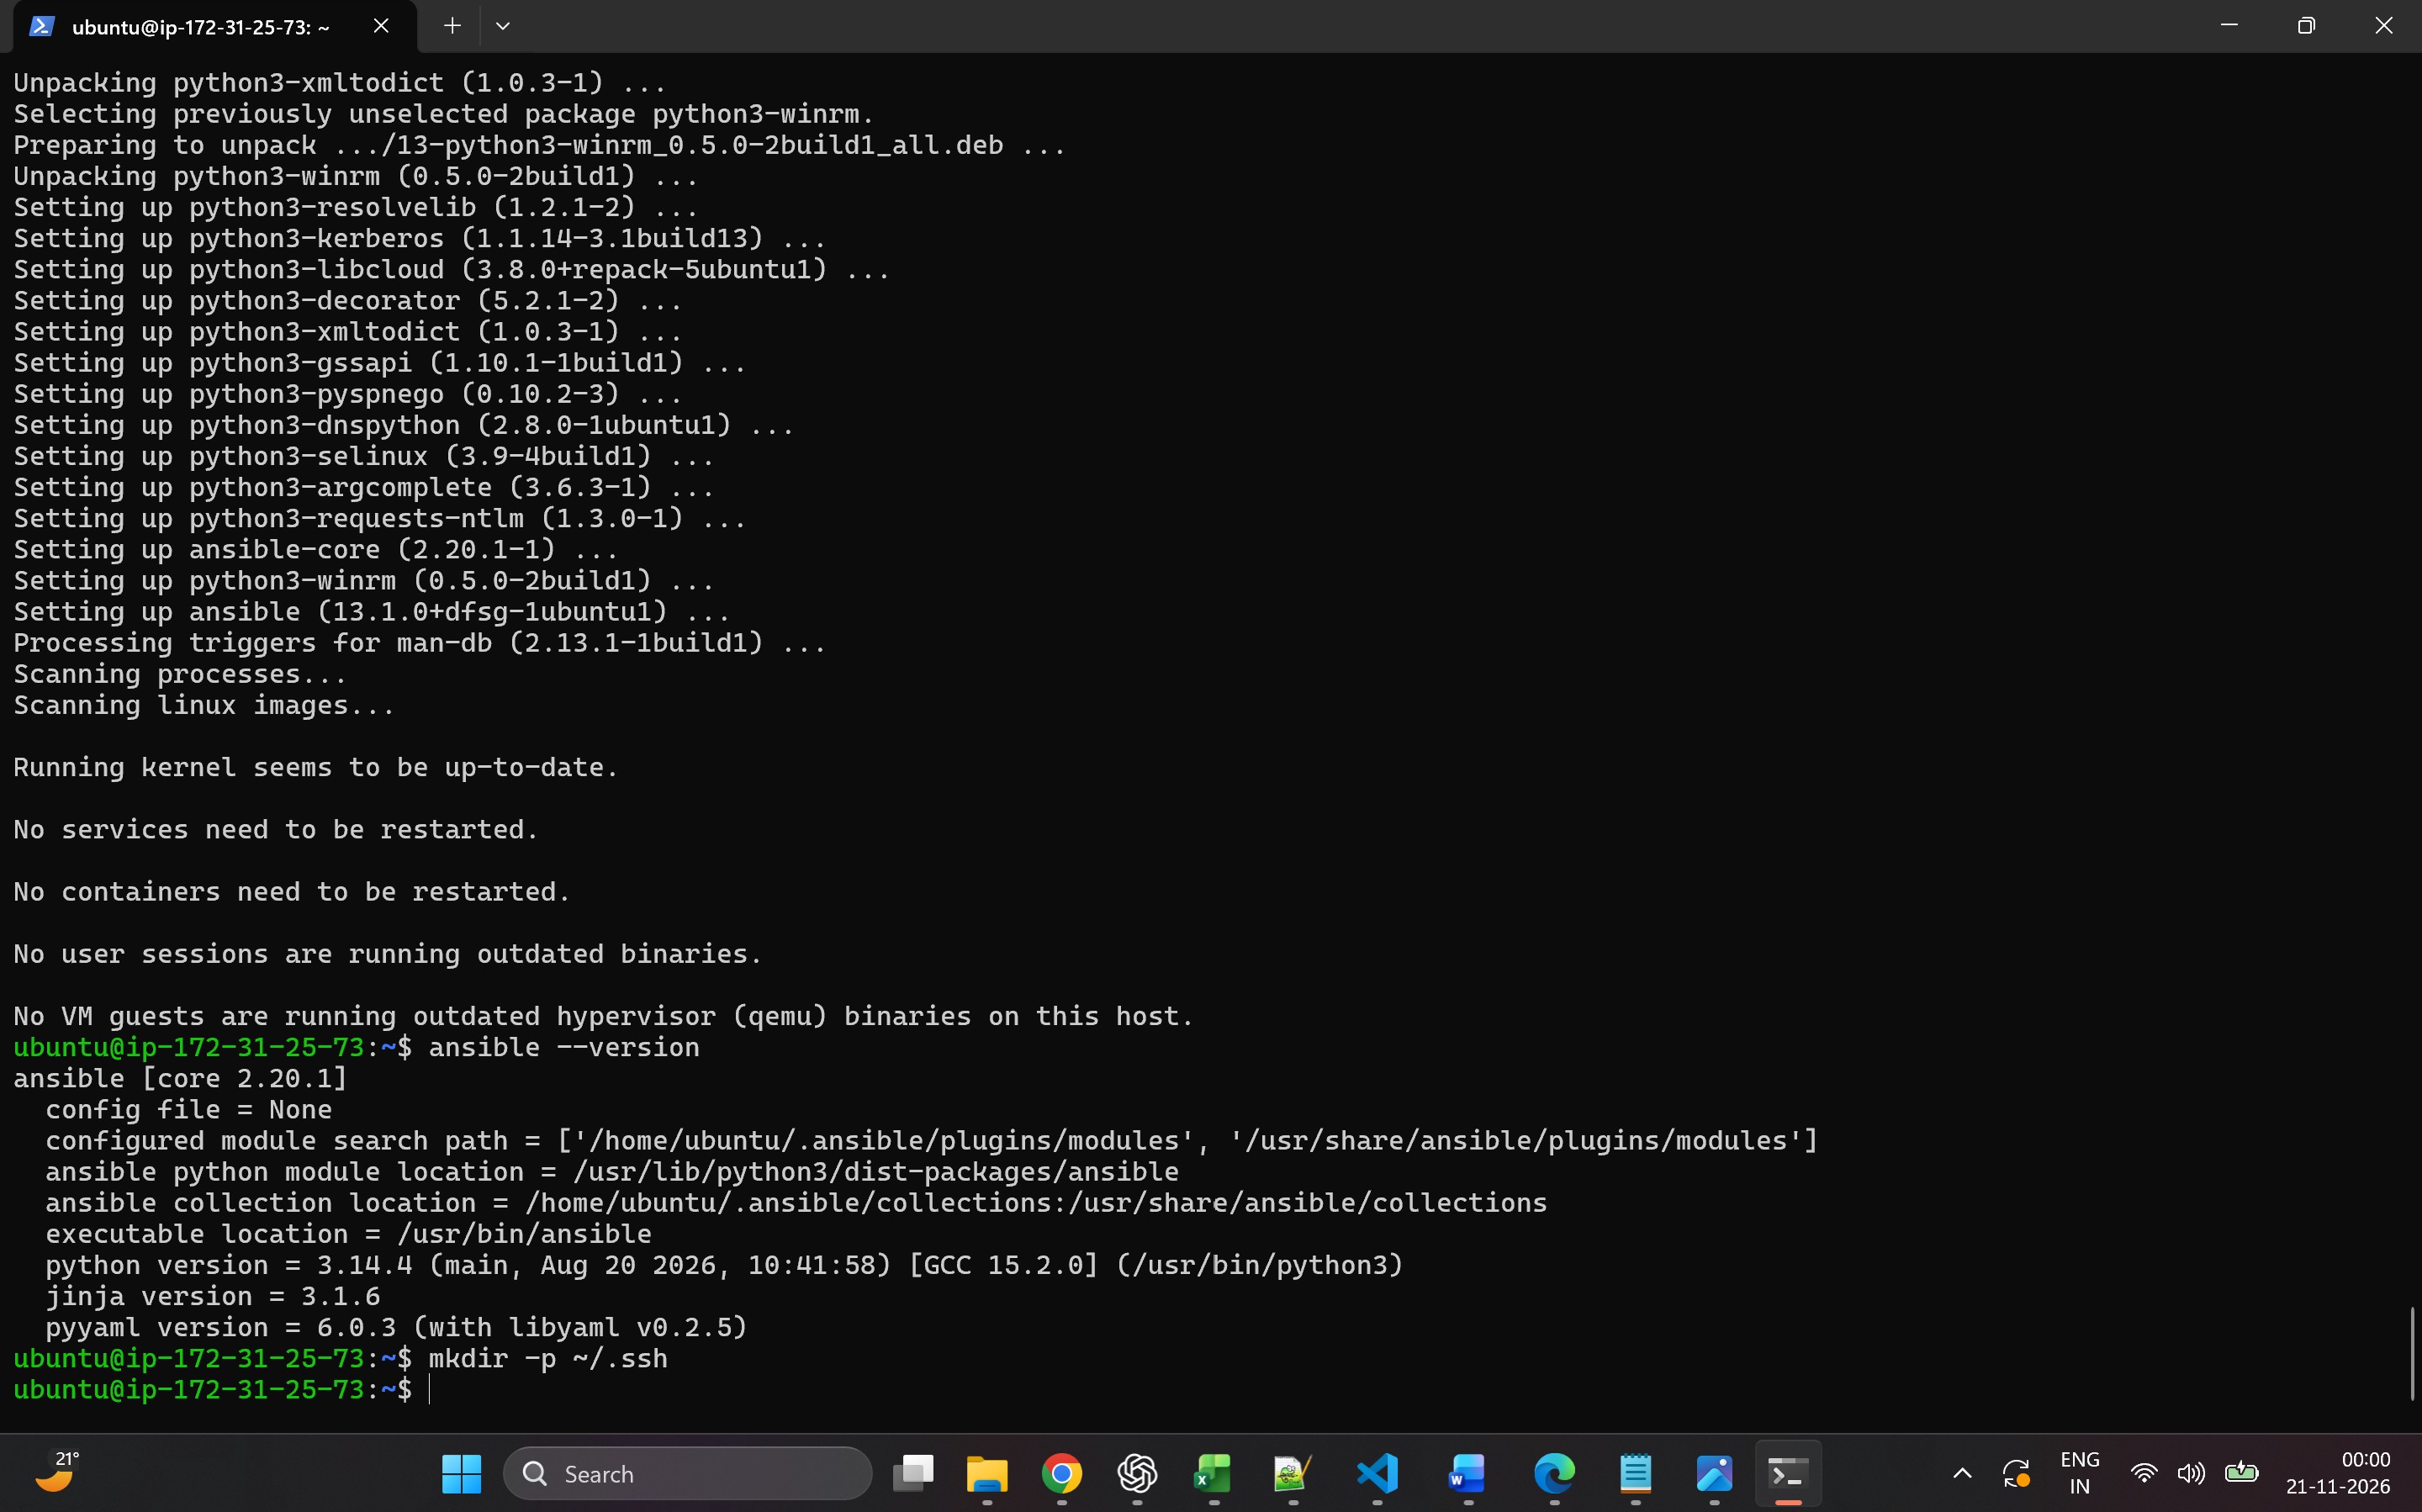 ubuntu@ip-172-31-25-73: ~
Unpacking python3-xmltodict (1.0.3-1) ...
Selecting previously unselected package python3-winrm.
Preparing to unpack .../13-python3-winrm_0.5.0-2build1_all.deb ...
Unpacking python3-winrm (0.5.0-2build1) ...
Setting up python3-resolvelib (1.2.1-2) ...
Setting up python3-kerberos (1.1.14-3.1build13) ...
Setting up python3-libcloud (3.8.0+repack-5ubuntu1) ...
Setting up python3-decorator (5.2.1-2) ...
Setting up python3-xmltodict (1.0.3-1) ...
Setting up python3-gssapi (1.10.1-1build1) ...
Setting up python3-pyspnego (0.10.2-3) ...
Setting up python3-dnspython (2.8.0-1ubuntu1) ...
Setting up python3-selinux (3.9-4build1) ...
Setting up python3-argcomplete (3.6.3-1) ...
Setting up python3-requests-ntlm (1.3.0-1) ...
Setting up ansible-core (2.20.1-1) ...
Setting up python3-winrm (0.5.0-2build1) ...
Setting up ansible (13.1.0+dfsg-1ubuntu1) ...
Processing triggers for man-db (2.13.1-1build1) ...
Scanning processes...
Scanning linux images...
Running kernel seems to be up-to-date.
No services need to be restarted.
No containers need to be restarted.
No user sessions are running outdated binaries.
No VM guests are running outdated hypervisor (qemu) binaries on this host.
ubuntu@ip-172-31-25-73:~$ ansible --version
ansible [core 2.20.1]
  config file = None
  configured module search path = ['/home/ubuntu/.ansible/plugins/modules', '/usr/share/ansible/plugins/modules']
  ansible python module location = /usr/lib/python3/dist-packages/ansible
  ansible collection location = /home/ubuntu/.ansible/collections:/usr/share/ansible/collections
  executable location = /usr/bin/ansible
  python version = 3.14.4 (main, Aug 20 2026, 10:41:58) [GCC 15.2.0] (/usr/bin/python3)
  jinja version = 3.1.6
  pyyaml version = 6.0.3 (with libyaml v0.2.5)
ubuntu@ip-172-31-25-73:~$ mkdir -p ~/.ssh
ubuntu@ip-172-31-25-73:~$
21°
Search
ENG
IN
00:00
21-11-2026